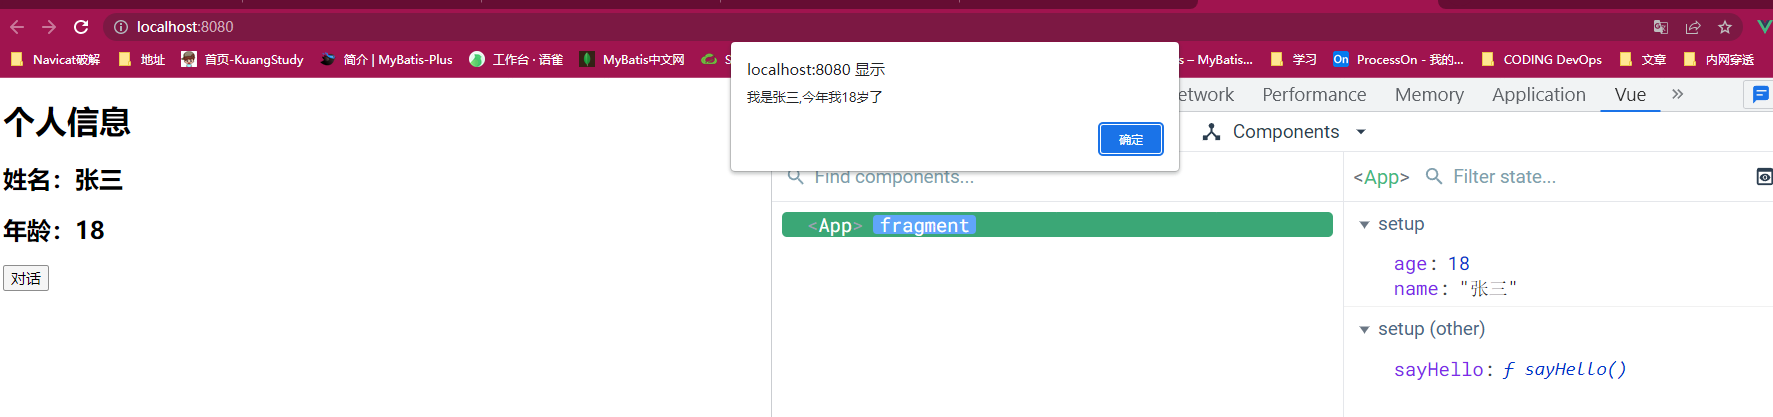 localhost:8080
Navicat破解 地址 首页-KuangStudy 简介 | MyBatis-Plus 工作台 · 语雀 MyBatis中文网 S – MyBatis... ProcessOn - 我的... CODING DevOps 学习 文章 内网穿透
localhost:8080 显示
我是张三,今年我18岁了
确定
etwork Performance Memory Application Vue »
Components
个人信息
姓名：张三
年龄：18
对话
Find components...
<App> fragment
<App> Filter state...
setup
age: 18
name: "张三"
setup (other)
sayHello: ƒ sayHello()